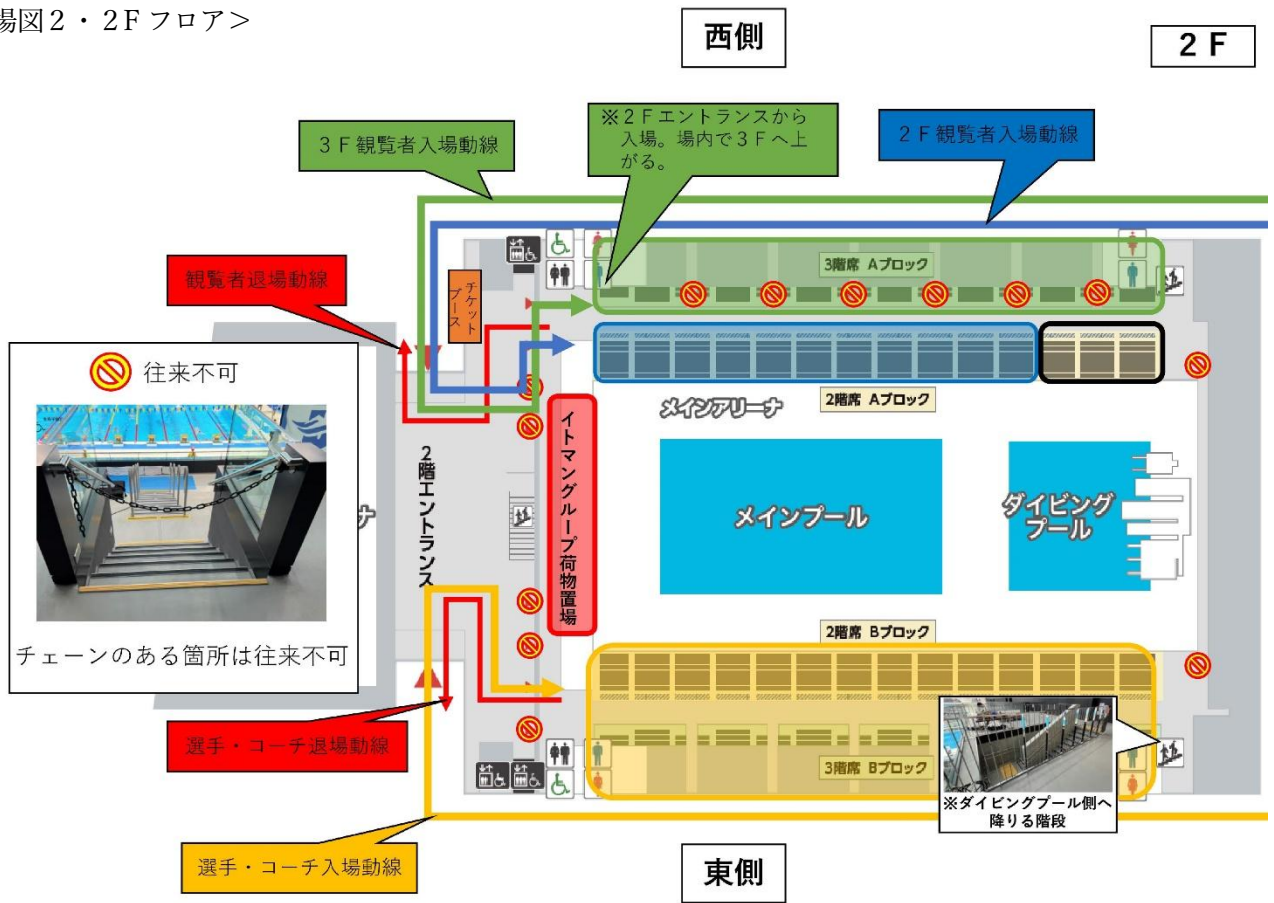 場図２・２Fフロア＞
西側
２F
３F観覧者入場動線
※２Fエントランスから
入場。場内で３Fへ上
がる。
２F観覧者入場動線
観覧者退場動線
チケット
ブース
3階席 Aブロック
往来不可
チェーンのある箇所は往来不可
ナ
2階エントランス
イトマングループ荷物置場
2階席 Aブロック
メインアリーナ
メインプール
ダイビング
プール
2階席 Bブロック
3階席 Bブロック
※ダイビングプール側へ
降りる階段
選手・コーチ退場動線
選手・コーチ入場動線
東側